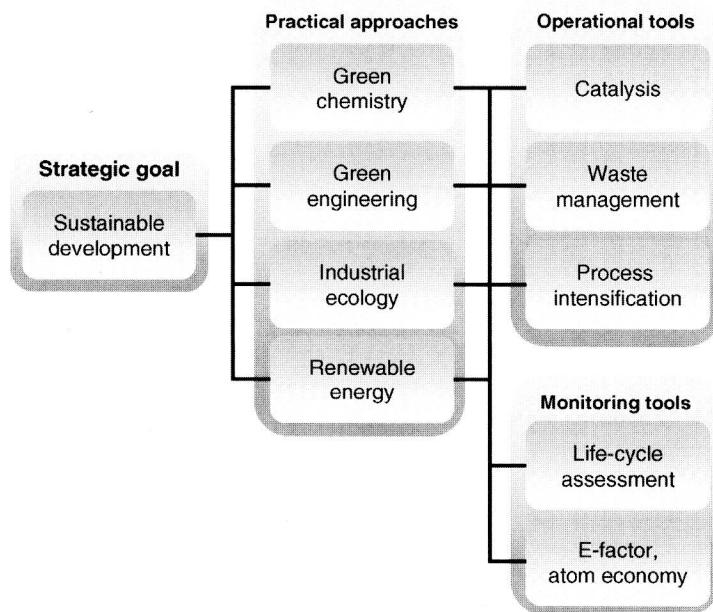 Strategic goal
Sustainable
development
Practical approaches
Green
chemistry
Green
engineering
Industrial
ecology
Renewable
energy
Operational tools
Catalysis
Waste
management
Process
intensification
Monitoring tools
Life-cycle
assessment
E-factor,
atom economy